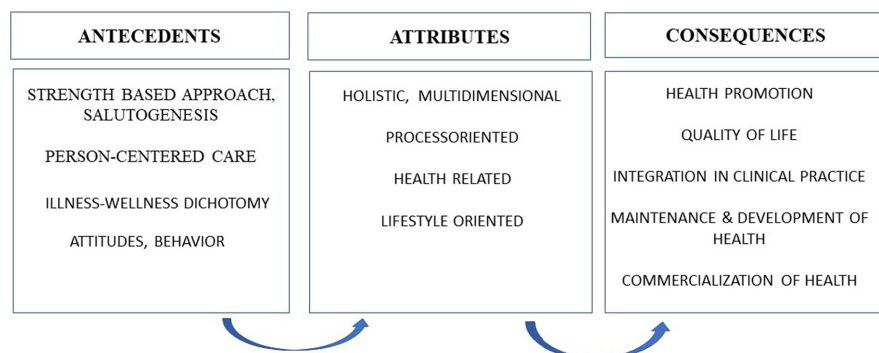 ANTECEDENTS
STRENGTH BASED APPROACH,
SALUTOGENESIS
PERSON-CENTERED CARE
ILLNESS-WELLNESS DICHOTOMY
ATTITUDES, BEHAVIOR
ATTRIBUTES
HOLISTIC, MULTIDIMENSIONAL
PROCESSORIENTED
HEALTH RELATED
LIFESTYLE ORIENTED
CONSEQUENCES
HEALTH PROMOTION
QUALITY OF LIFE
INTEGRATION IN CLINICAL PRACTICE
MAINTENANCE & DEVELOPMENT OF
HEALTH
COMMERCIALIZATION OF HEALTH